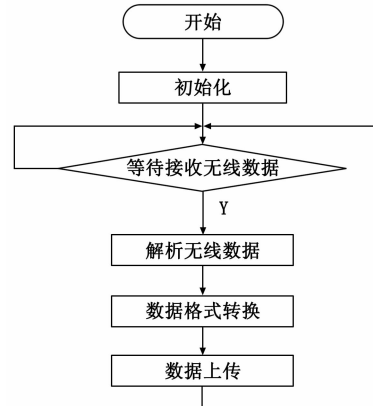 开始
初始化
等待接收无线数据
Y
解析无线数据
数据格式转换
数据上传